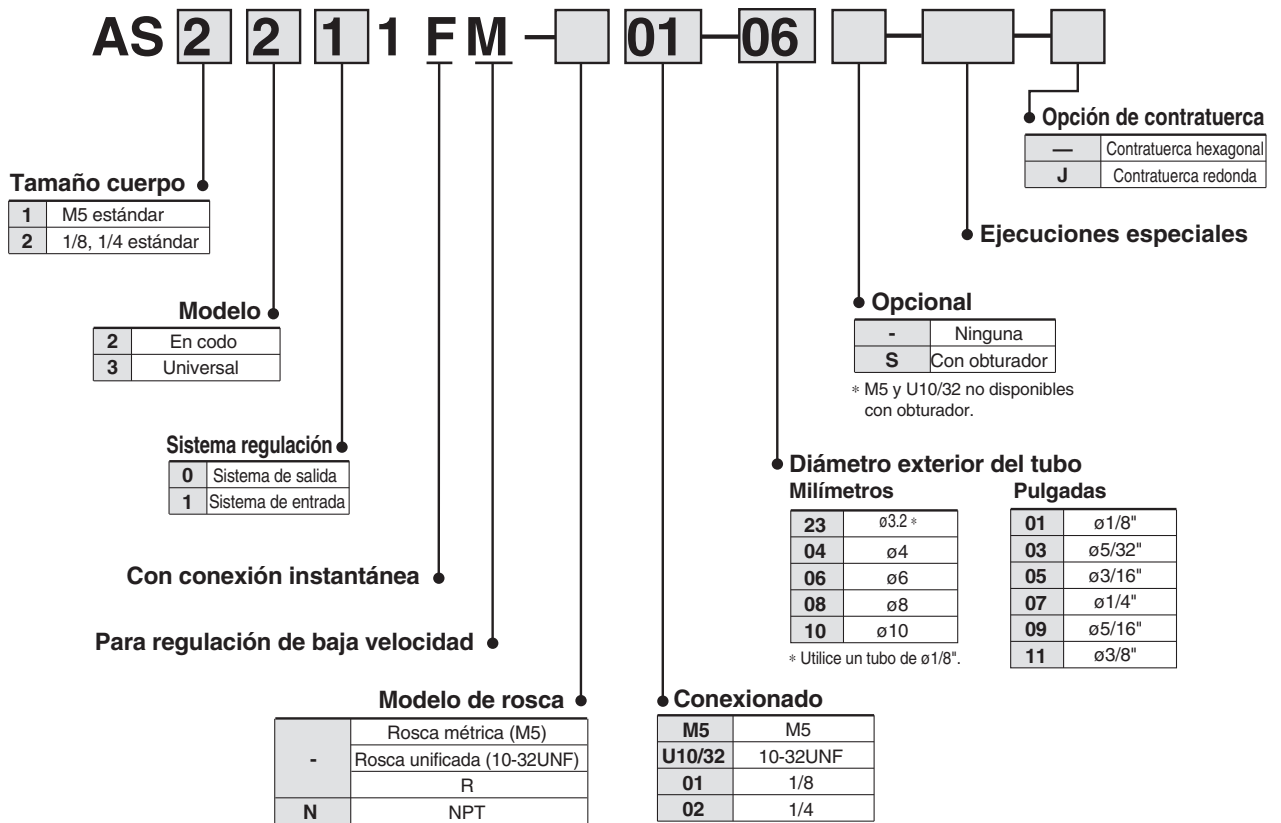 AS 2 2 1 1 F M – 01 – 06
Opción de contratuerca
— Contratuerca hexagonal
J Contratuerca redonda
Tamaño cuerpo
1 M5 estándar
2 1/8, 1/4 estándar
Ejecuciones especiales
Modelo
2 En codo
3 Universal
Opcional
- Ninguna
S Con obturador
* M5 y U10/32 no disponibles
con obturador.
Sistema regulación
0 Sistema de salida
1 Sistema de entrada
Diámetro exterior del tubo
Milímetros
23 ø3.2 *
04 ø4
06 ø6
08 ø8
10 ø10
* Utilice un tubo de ø1/8".
Pulgadas
01 ø1/8"
03 ø5/32"
05 ø3/16"
07 ø1/4"
09 ø5/16"
11 ø3/8"
Con conexión instantánea
Para regulación de baja velocidad
Modelo de rosca
- Rosca métrica (M5)
Rosca unificada (10-32UNF)
R
N NPT
Conexionado
M5 M5
U10/32 10-32UNF
01 1/8
02 1/4